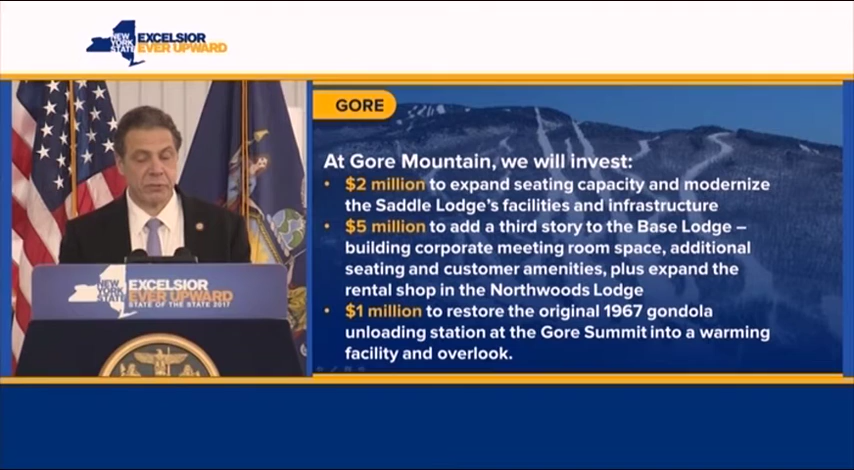 NEW
YORK
STATE
EXCELSIOR
EVER UPWARD
GORE
At Gore Mountain, we will invest:
• $2 million to expand seating capacity and modernize
the Saddle Lodge’s facilities and infrastructure
• $5 million to add a third story to the Base Lodge –
building corporate meeting room space, additional
seating and customer amenities, plus expand the
rental shop in the Northwoods Lodge
• $1 million to restore the original 1967 gondola
unloading station at the Gore Summit into a warming
facility and overlook.
NEW
YORK
STATE
EXCELSIOR
EVER UPWARD
STATE OF THE STATE 2017